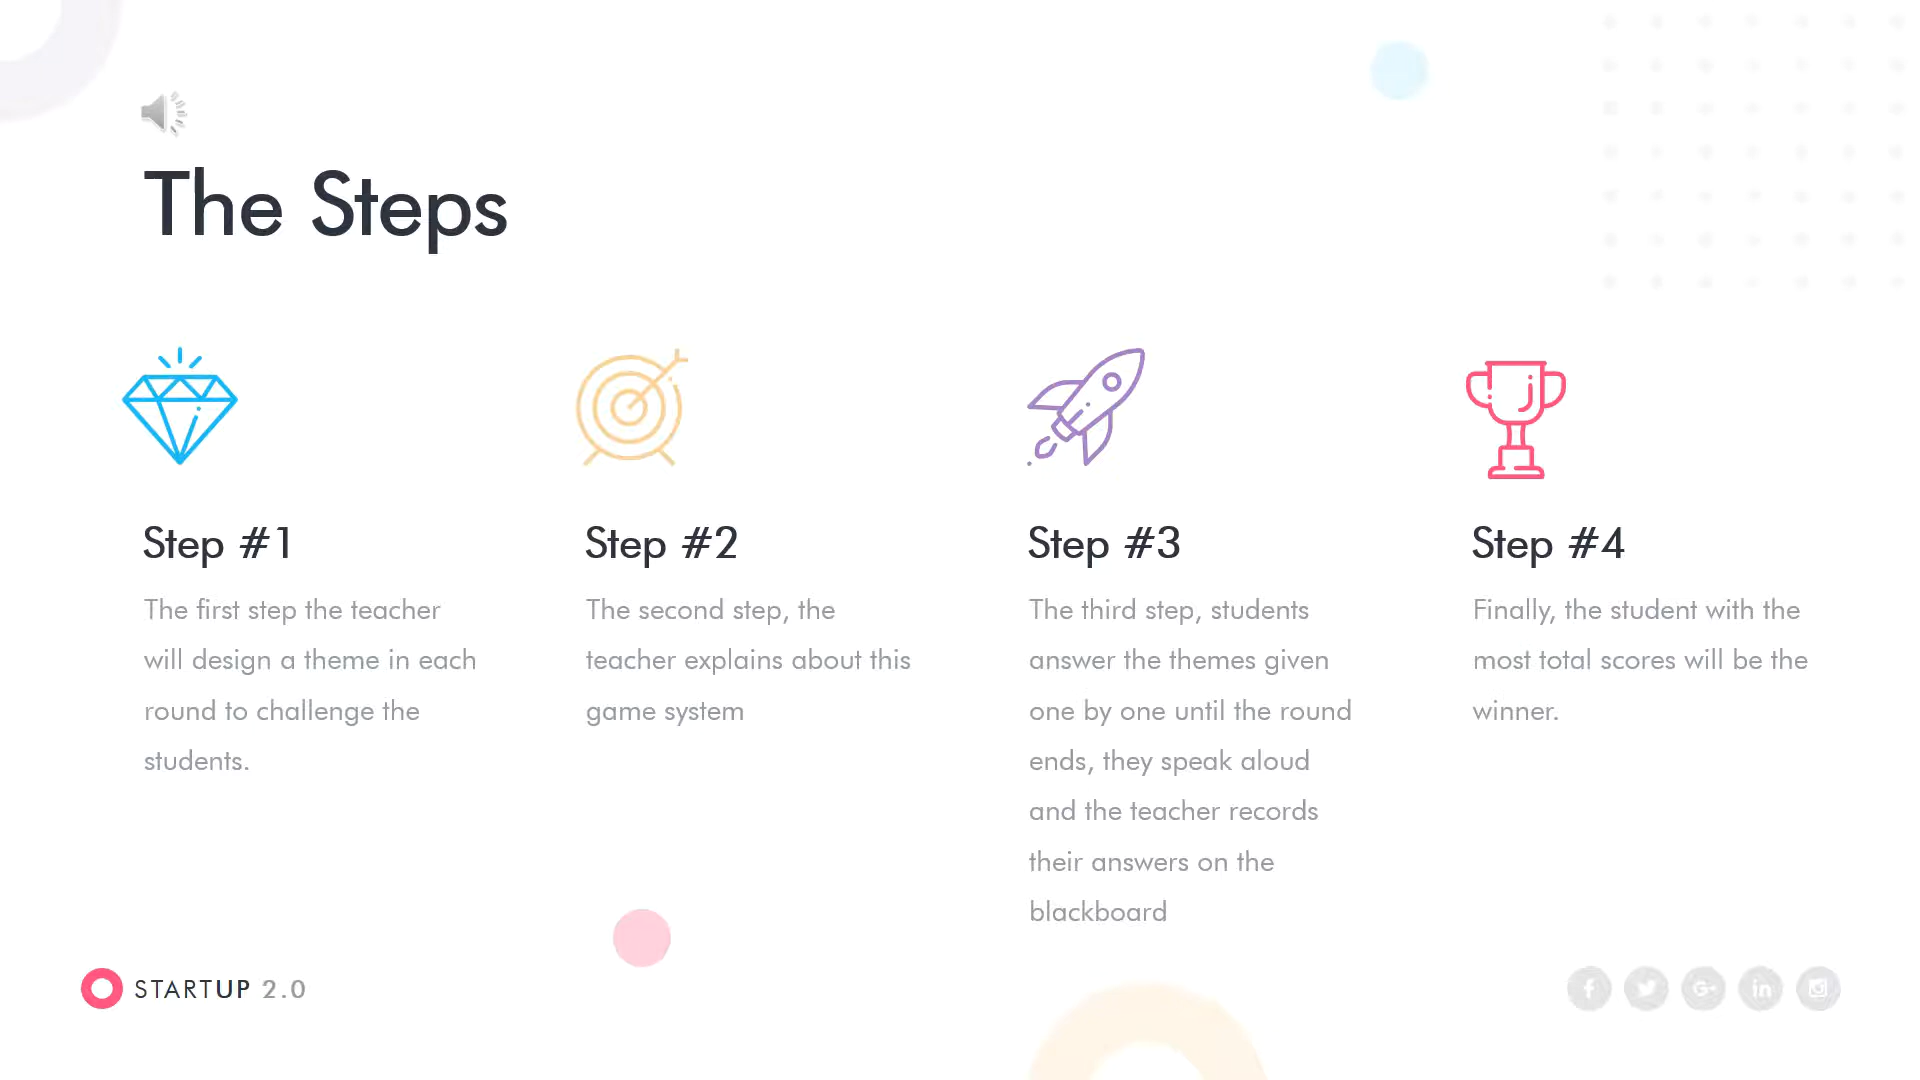 The Steps
Step #1
The first step the teacher
will design a theme in each
round to challenge the
students.
Step #2
The second step, the
teacher explains about this
game system
Step #3
The third step, students
answer the themes given
one by one until the round
ends, they speak aloud
and the teacher records
their answers on the
blackboard
Step #4
Finally, the student with the
most total scores will be the
winner.
STARTUP 2.0